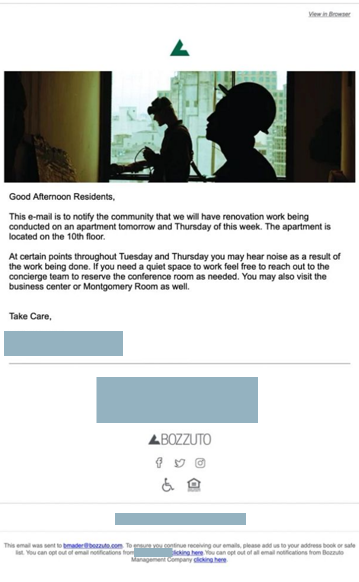 View in Browser
Good Afternoon Residents,
This e-mail is to notify the community that we will have renovation work being
conducted on an apartment tomorrow and Thursday of this week. The apartment is
located on the 10th floor.
At certain points throughout Tuesday and Thursday you may hear noise as a result of
the work being done. If you need a quiet space to work feel free to reach out to the
concierge team to reserve the conference room as needed. You may also visit the
business center or Montgomery Room as well.
Take Care,
BOZZUTO
This email was sent to bmader@bozzuto.com. To ensure you continue receiving our emails, please add us to your address book or safe
list. You can opt out of email notifications from clicking here. You can opt out of all email notifications from Bozzuto
Management Company clicking here.